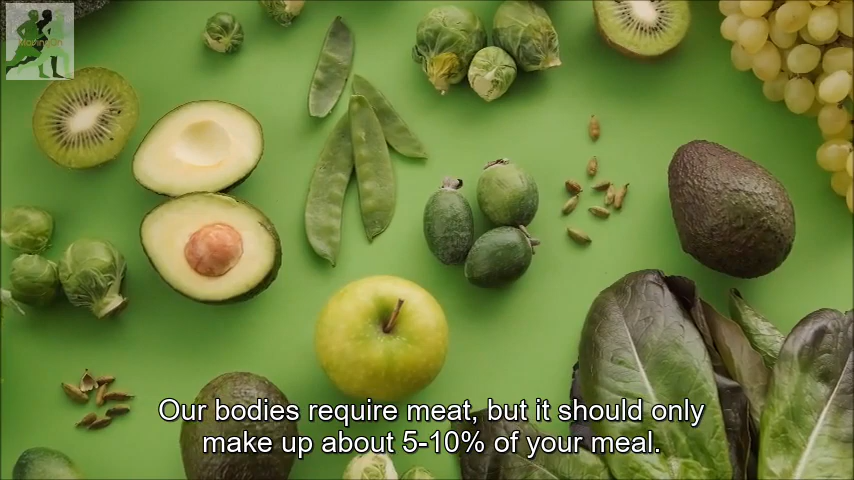 Our bodies require meat, but it should only
make up about 5-10% of your meal.